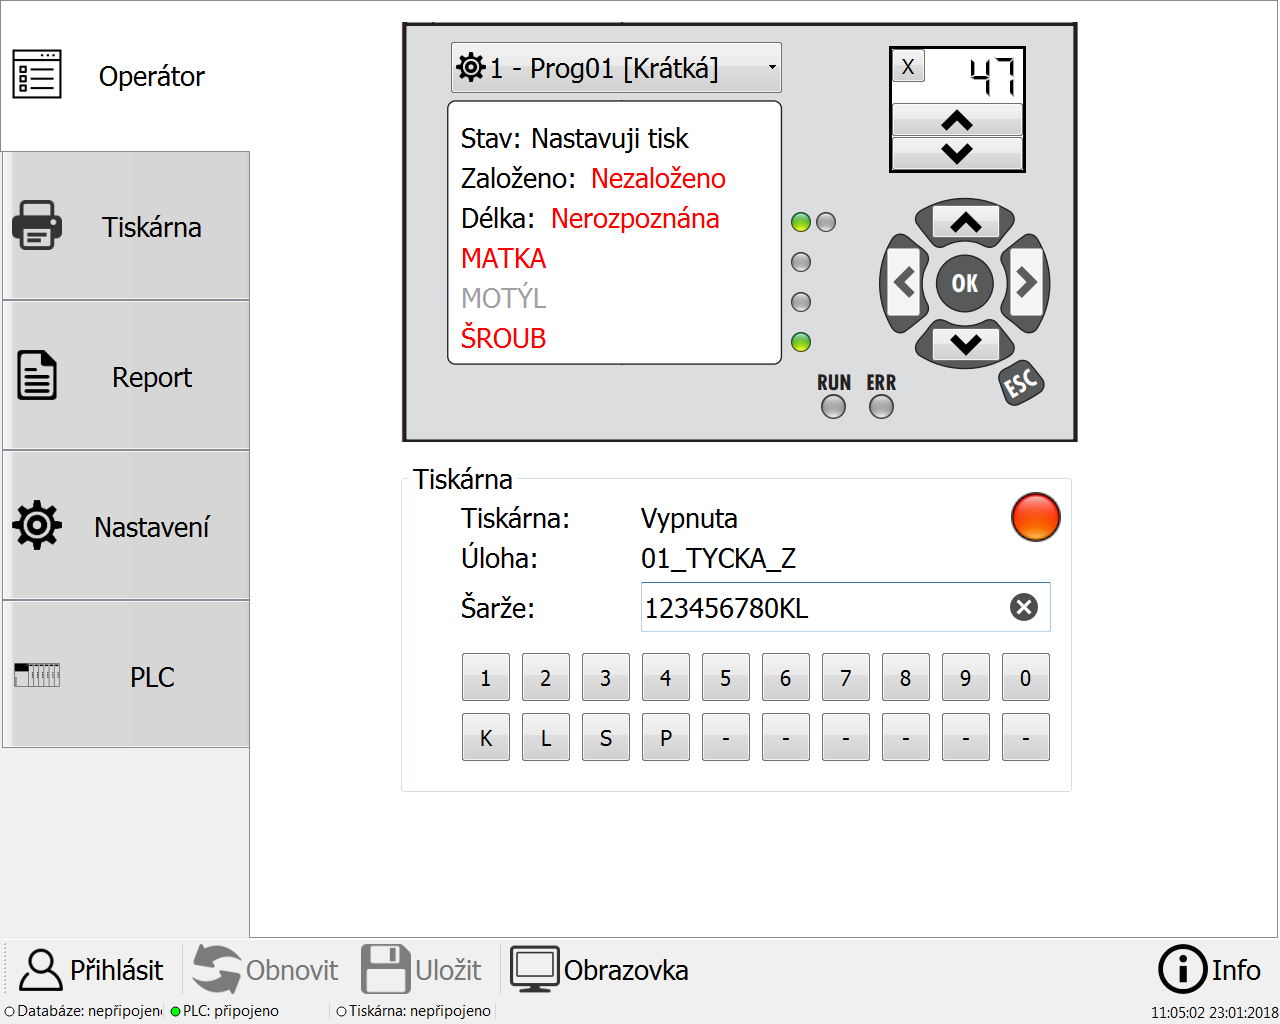 Operátor
Tiskárna
Report
Nastavení
PLC
1 - Prog01 [Krátká]
Stav: Nastavuji tisk
Založeno: Nezaloženo
Délka: Nerozpoznána
MATKA
MOTÝL
ŠROUB
X
47
OK
ESC
RUN ERR
Tiskárna
Tiskárna: Vypnuta
Úloha: 01_TYCKA_Z
Šarže: 123456780KL
1 2 3 4 5 6 7 8 9 0
K L S P - - - - - -
Přihlásit Obnovit Uložit Obrazovka Info
Databáze: nepřipojeno PLC: připojeno Tiskárna: nepřipojeno 11:05:02 23:01:2018